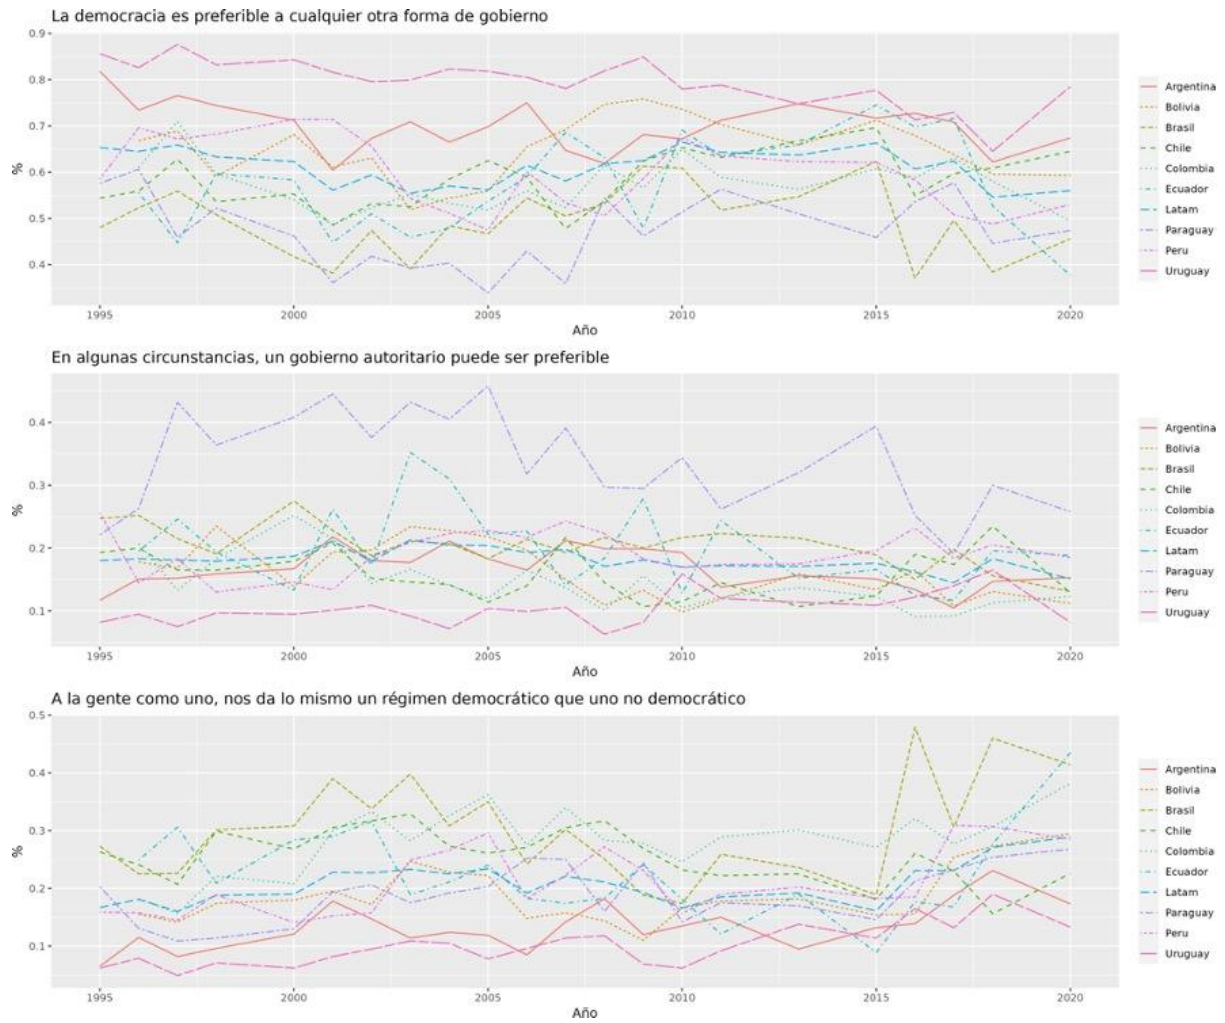 La democracia es preferible a cualquier otra forma de gobierno
0.9
0.8
0.7
0.6
0.5
0.4
%
1995 2000 2005 2010 2015 2020
Año
Argentina
Bolivia
Brasil
Chile
Colombia
Ecuador
Latam
Paraguay
Peru
Uruguay
En algunas circunstancias, un gobierno autoritario puede ser preferible
0.4
0.3
0.2
0.1
%
1995 2000 2005 2010 2015 2020
Año
Argentina
Bolivia
Brasil
Chile
Colombia
Ecuador
Latam
Paraguay
Peru
Uruguay
A la gente como uno, nos da lo mismo un régimen democrático que uno no democrático
0.5
0.4
0.3
0.2
0.1
%
1995 2000 2005 2010 2015 2020
Año
Argentina
Bolivia
Brasil
Chile
Colombia
Ecuador
Latam
Paraguay
Peru
Uruguay